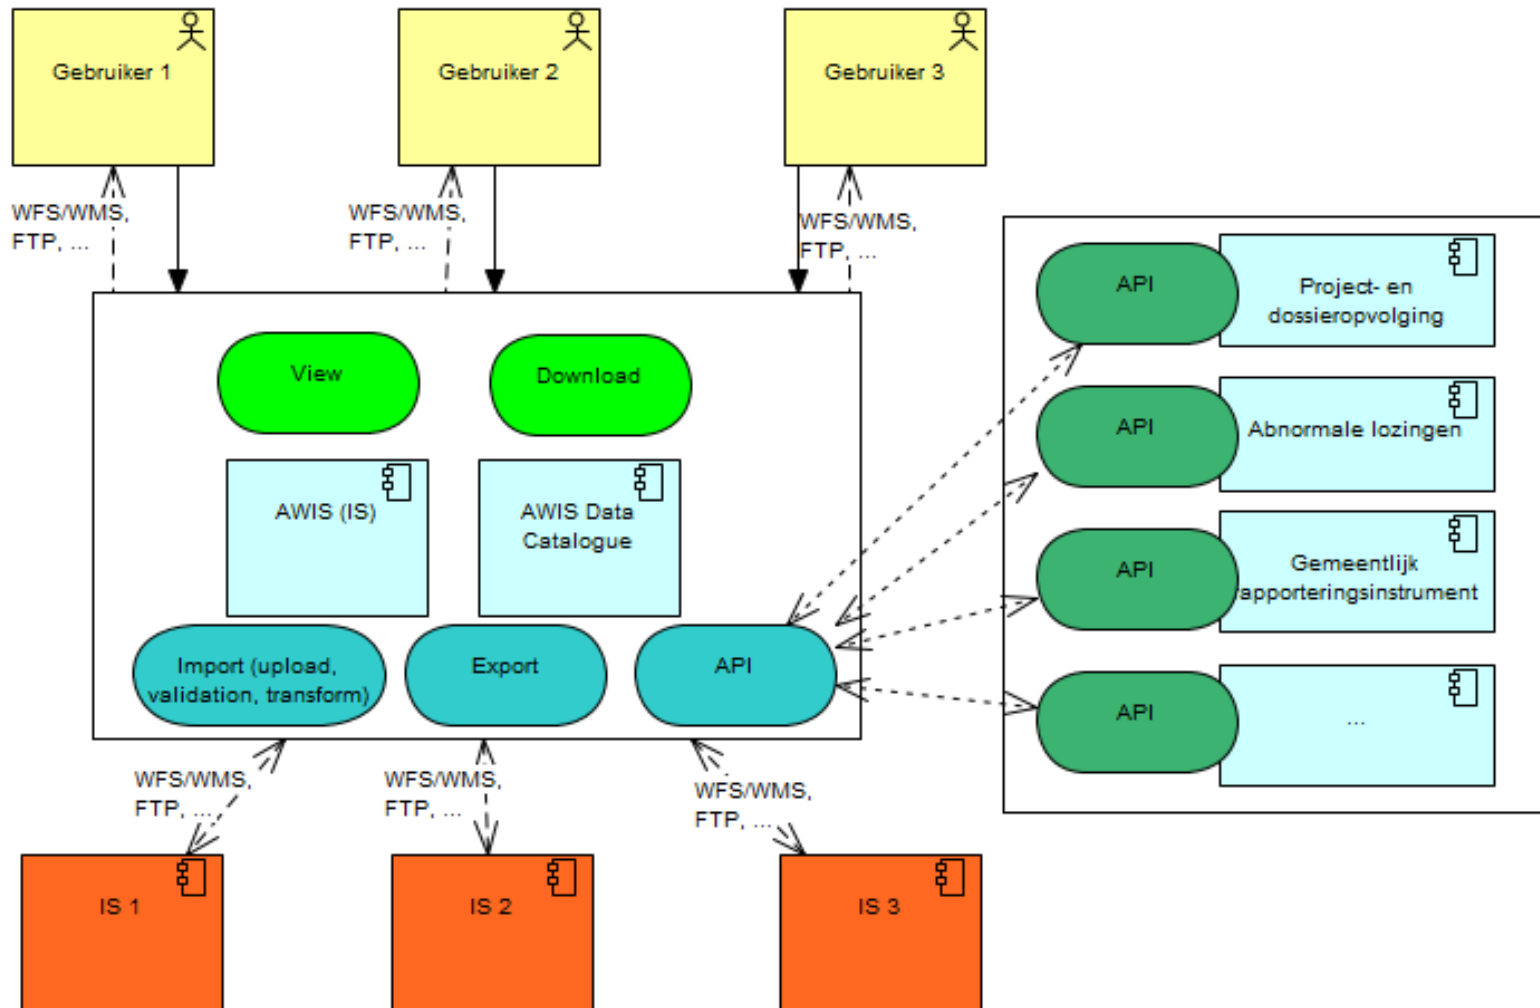 Gebruiker 1
Gebruiker 2
Gebruiker 3
WFS/WMS,
FTP, ...
WFS/WMS,
FTP, ...
WFS/WMS,
FTP, ...
View
Download
AWIS (IS)
AWIS Data
Catalogue
Import (upload,
validation, transform)
Export
API
API
Project- en
dossieropvolging
API
Abnormale lozingen
API
Gemeentlijk
apporteringsinstrument
API
...
WFS/WMS,
FTP, ...
WFS/WMS,
FTP, ...
WFS/WMS,
FTP, ...
IS 1
IS 2
IS 3